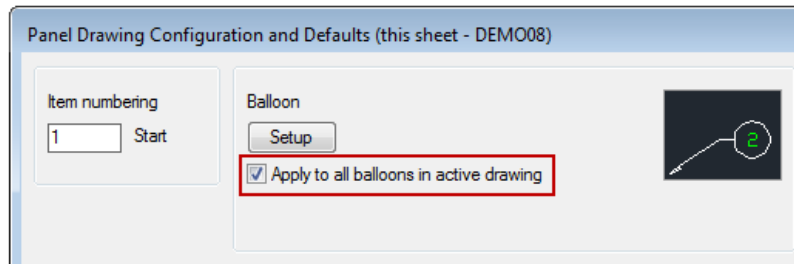 Panel Drawing Configuration and Defaults (this sheet - DEMO08)
Item numbering
1 Start
Balloon
Setup
Apply to all balloons in active drawing
2